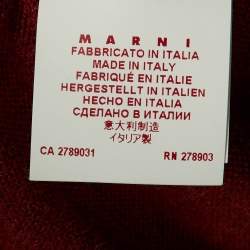 MARNI
FABBRICATO IN ITALIA
MADE IN ITALY
FABRIQUÉ EN ITALIE
HERGESTELLT IN ITALIEN
HECHO EN ITALIA
СДЕЛАНО В ИТАЛИИ
意大利制造
イタリア製
CA 2789031 RN 278903